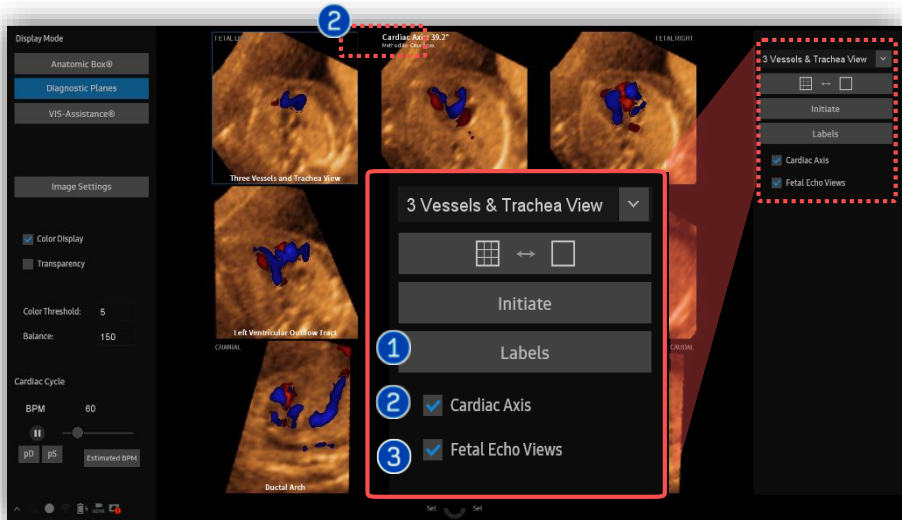 2
Display Mode
Anatomic Box®
Diagnostic Planes
VIS-Assistance®
Image Settings
Color Display
Transparency
Color Threshold: 5
Balance: 150
Cardiac Cycle
BPM 60
pD pS Estimated BPM
FETAL
Cardiac Axis: 39.2°
FETAL RIGHT
Three Vessels and Trachea View
Left Ventricular Outflow Tract
CRANIAL
CAUDAL
Ductal Arch
3 Vessels & Trachea View
Initiate
1
Labels
2
Cardiac Axis
3
Fetal Echo Views
Set Set
3 Vessels & Trachea View
Initiate
Labels
Cardiac Axis
Fetal Echo Views